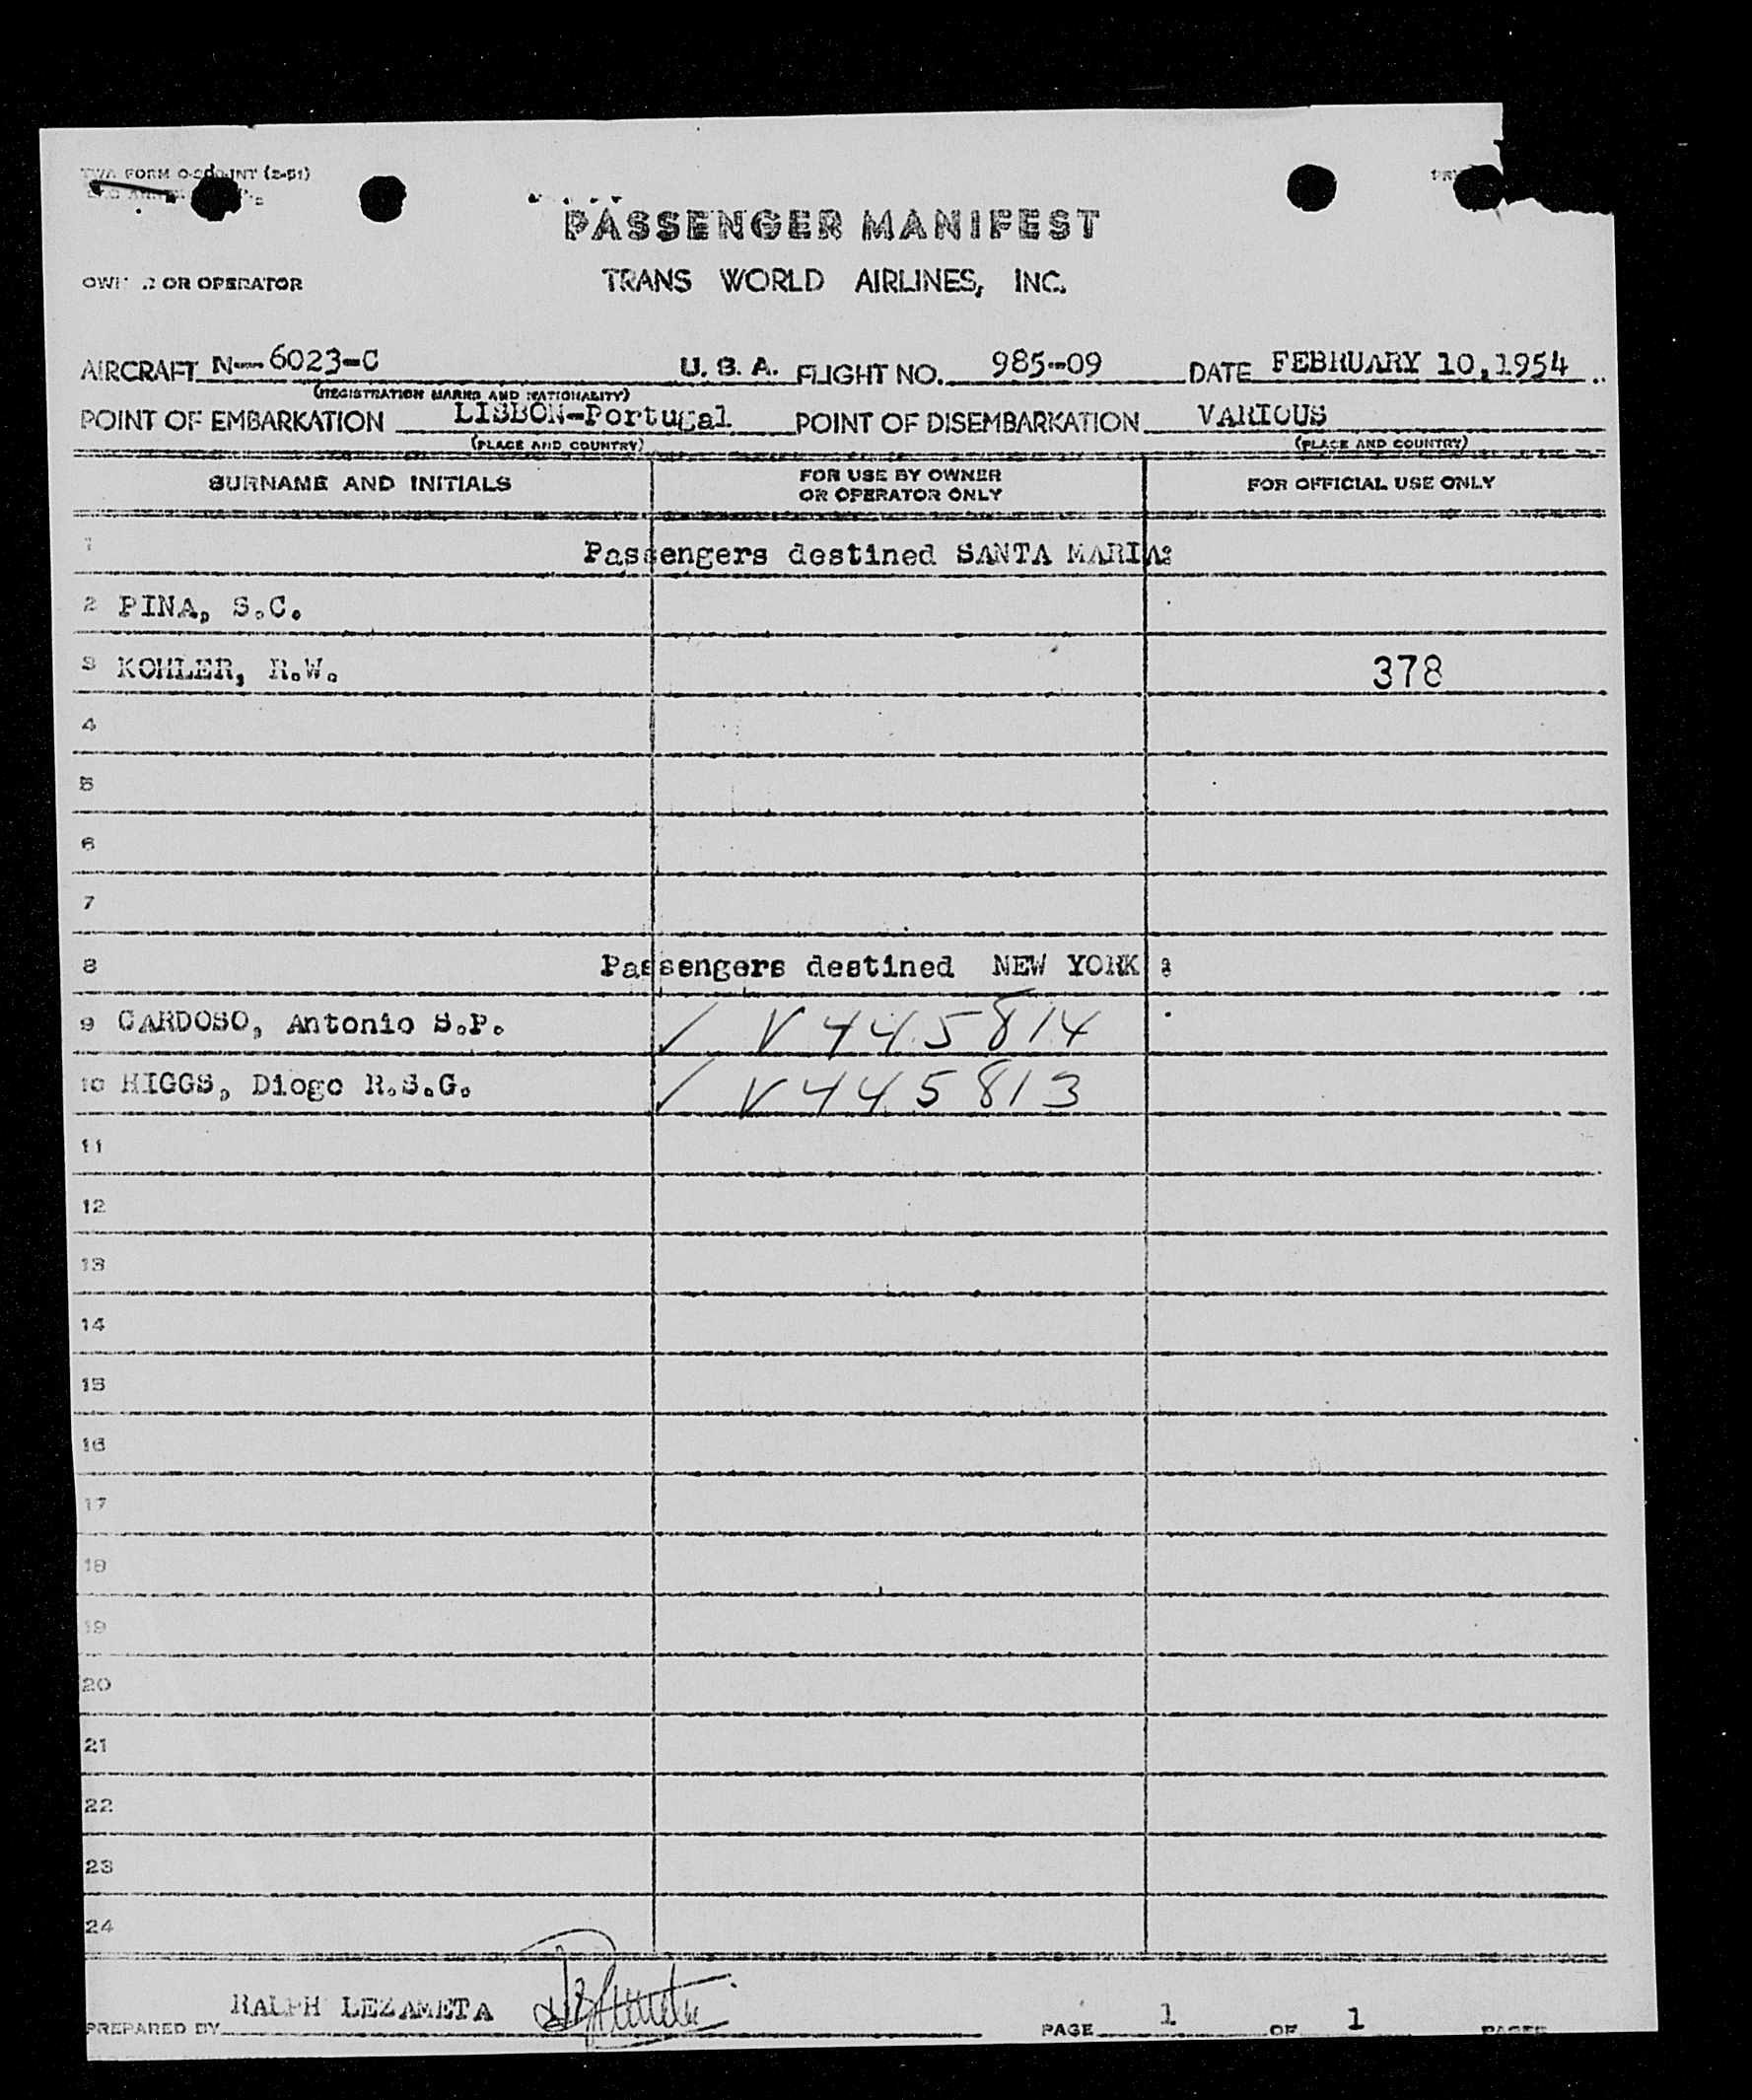 TWA FORM (2-51)
PASSENGER MANIFEST
OR OPERATOR TRANS WORLD AIRLINES, INC.
AIRCRAFT N--6023-C U. S. A. FLIGHT NO. 985--09 DATE FEBRUARY 10,1954
(REGISTRATION MARKS AND NATIONALITY)
POINT OF EMBARKATION LISBON-Portugal POINT OF DISEMBARKATION VARIOUS
(PLACE AND COUNTRY) (PLACE AND COUNTRY)
SURNAME AND INITIALS FOR USE BY OWNER OR OPERATOR ONLY FOR OFFICIAL USE ONLY
1 Passengers destined SANTA MARIA:
2 PINA, S.C.
3 KOHLER, R.W. 378
4
5
6
7
8 Passengers destined NEW YORK :
9 CARDOSO, Antonio S.P. ✓ V445814
10 HIGGS, Diogo R.S.G. ✓ V445813
11
12
13
14
15
16
17
18
19
20
21
22
23
24
PREPARED BY RALPH LEZAMETA PAGE 1 OF 1 PAGES